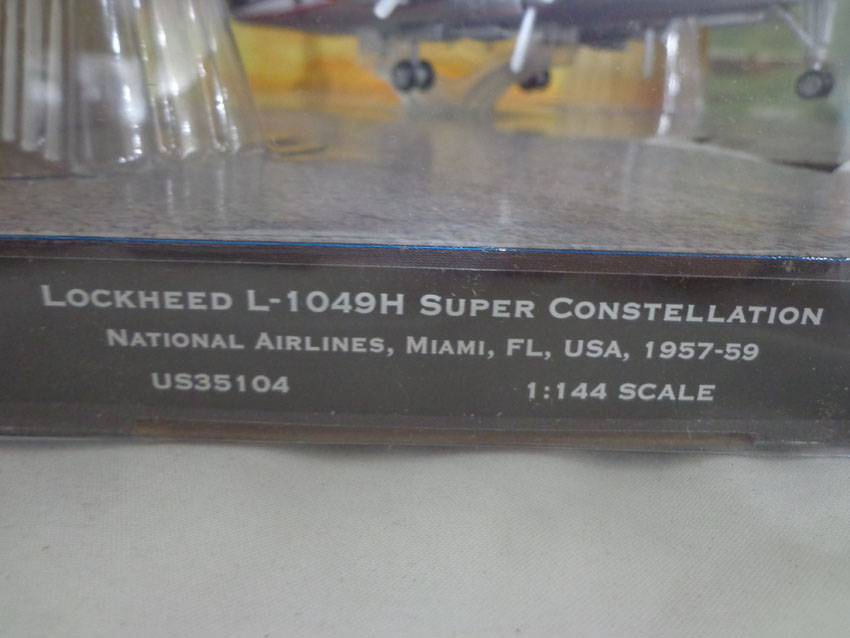 LOCKHEED L-1049H SUPER CONSTELLATION
NATIONAL AIRLINES, MIAMI, FL, USA, 1957-59
US35104 1:144 SCALE